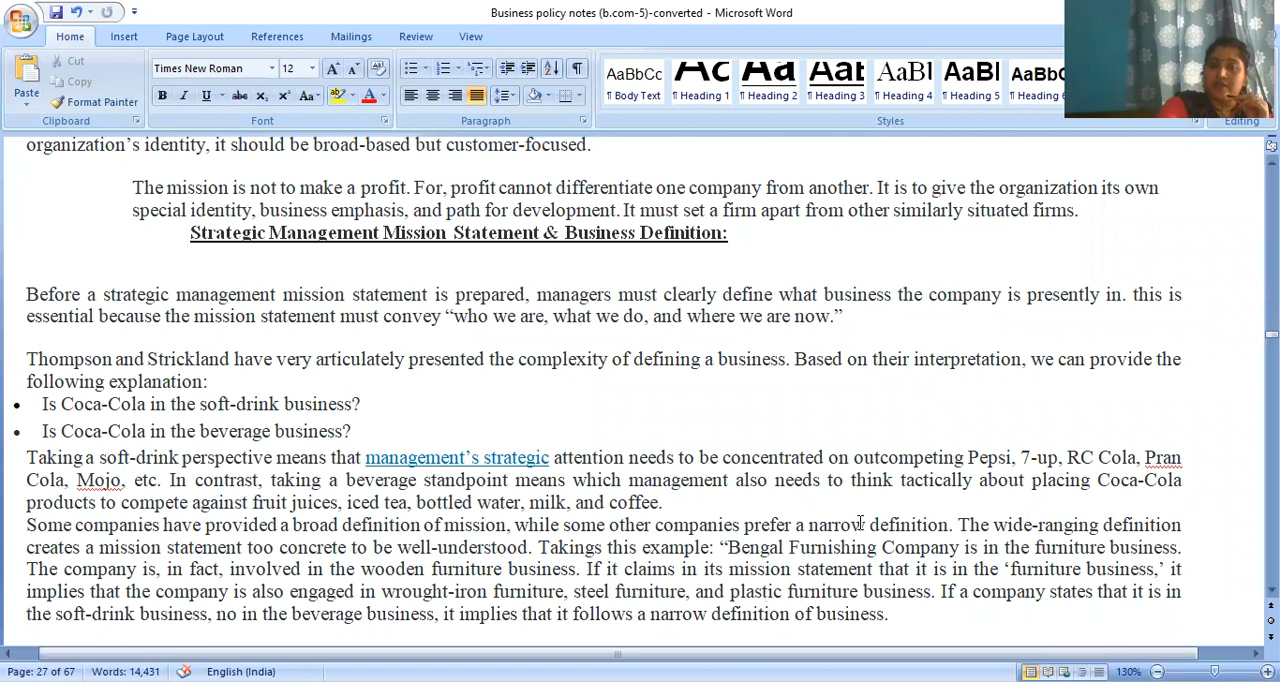 Business policy notes (b.com-5)-converted - Microsoft Word
Home Insert Page Layout References Mailings Review View
Paste
Cut
Copy
Format Painter
Clipboard
Times New Roman 12
Font
Paragraph
AaBbCc AaBbCc AaBbCc AaBbCc AaBbC AaBbC AaBbCc
¶ Body Text ¶ Heading 1 ¶ Heading 2 ¶ Heading 3 ¶ Heading 4 ¶ Heading 5 ¶ Heading 6
Styles
Editing
organization’s identity, it should be broad-based but customer-focused.
The mission is not to make a profit. For, profit cannot differentiate one company from another. It is to give the organization its own
special identity, business emphasis, and path for development. It must set a firm apart from other similarly situated firms.
Strategic Management Mission Statement & Business Definition:
Before a strategic management mission statement is prepared, managers must clearly define what business the company is presently in. this is
essential because the mission statement must convey “who we are, what we do, and where we are now.”
Thompson and Strickland have very articulately presented the complexity of defining a business. Based on their interpretation, we can provide the
following explanation:
• Is Coca-Cola in the soft-drink business?
• Is Coca-Cola in the beverage business?
Taking a soft-drink perspective means that management’s strategic attention needs to be concentrated on outcompeting Pepsi, 7-up, RC Cola, Pran
Cola, Mojo, etc. In contrast, taking a beverage standpoint means which management also needs to think tactically about placing Coca-Cola
products to compete against fruit juices, iced tea, bottled water, milk, and coffee.
Some companies have provided a broad definition of mission, while some other companies prefer a narrow definition. The wide-ranging definition
creates a mission statement too concrete to be well-understood. Takings this example: “Bengal Furnishing Company is in the furniture business.
The company is, in fact, involved in the wooden furniture business. If it claims in its mission statement that it is in the ‘furniture business,’ it
implies that the company is also engaged in wrought-iron furniture, steel furniture, and plastic furniture business. If a company states that it is in
the soft-drink business, no in the beverage business, it implies that it follows a narrow definition of business.
Page: 27 of 67 Words: 14,431 English (India) 130%